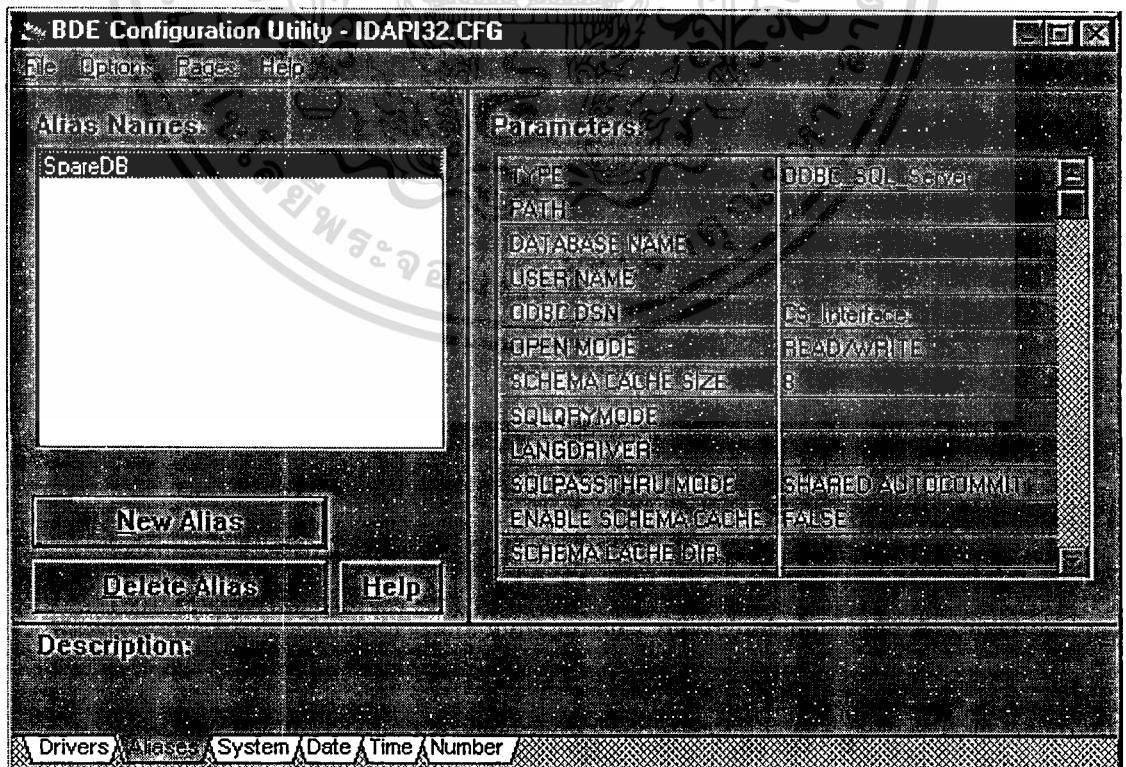 BDE Configuration Utility - IDAPI32.CFG
File Options Pages Help
Alias Names:
SpareDB
New Alias
Delete Alias
Help
Parameters:
TYPE ODBC_SQL_Server
PATH
DATABASE NAME
USER NAME
ODBC DSN CS_Interface
OPEN MODE READ/WRITE
SCHEMA CACHE SIZE 8
SQLQRYMODE
LANGDRIVER
SQLPASSTHRU MODE SHARED AUTOCOMMIT
ENABLE SCHEMA CACHE FALSE
SCHEMA CACHE DIR
Description:
Drivers Aliases System Date Time Number